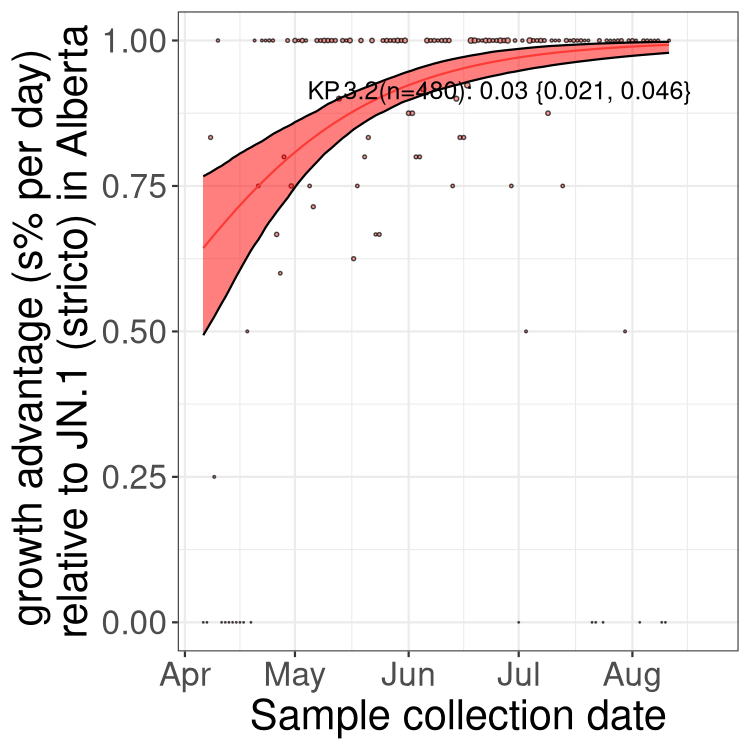 growth advantage (s% per day)
relative to JN.1 (stricto) in Alberta
1.00
0.75
0.50
0.25
0.00
KP.3.2(n=480): 0.03 {0.021, 0.046}
Apr May Jun Jul Aug
Sample collection date